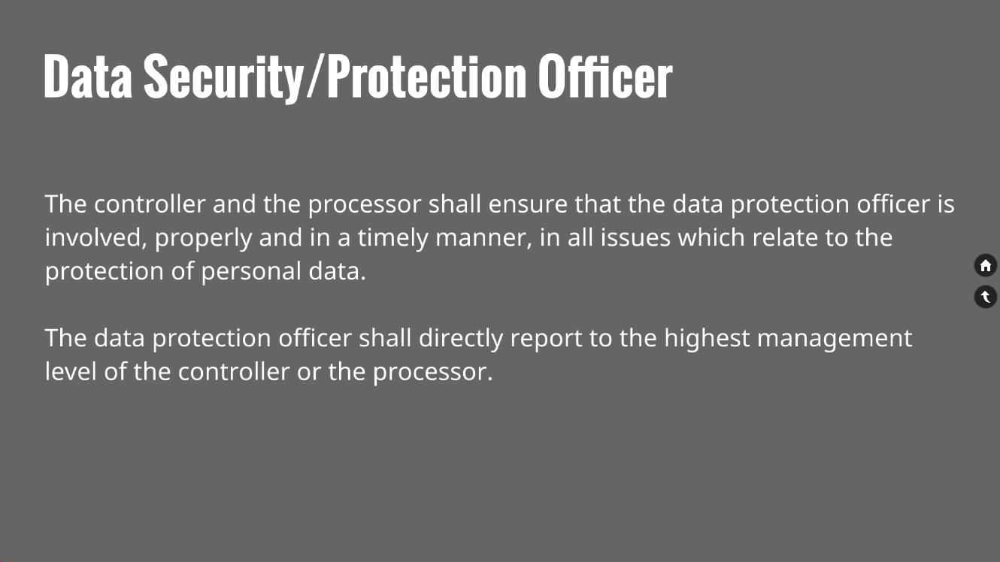 Data Security/Protection Officer
The controller and the processor shall ensure that the data protection officer is
involved, properly and in a timely manner, in all issues which relate to the
protection of personal data.
The data protection officer shall directly report to the highest management
level of the controller or the processor.